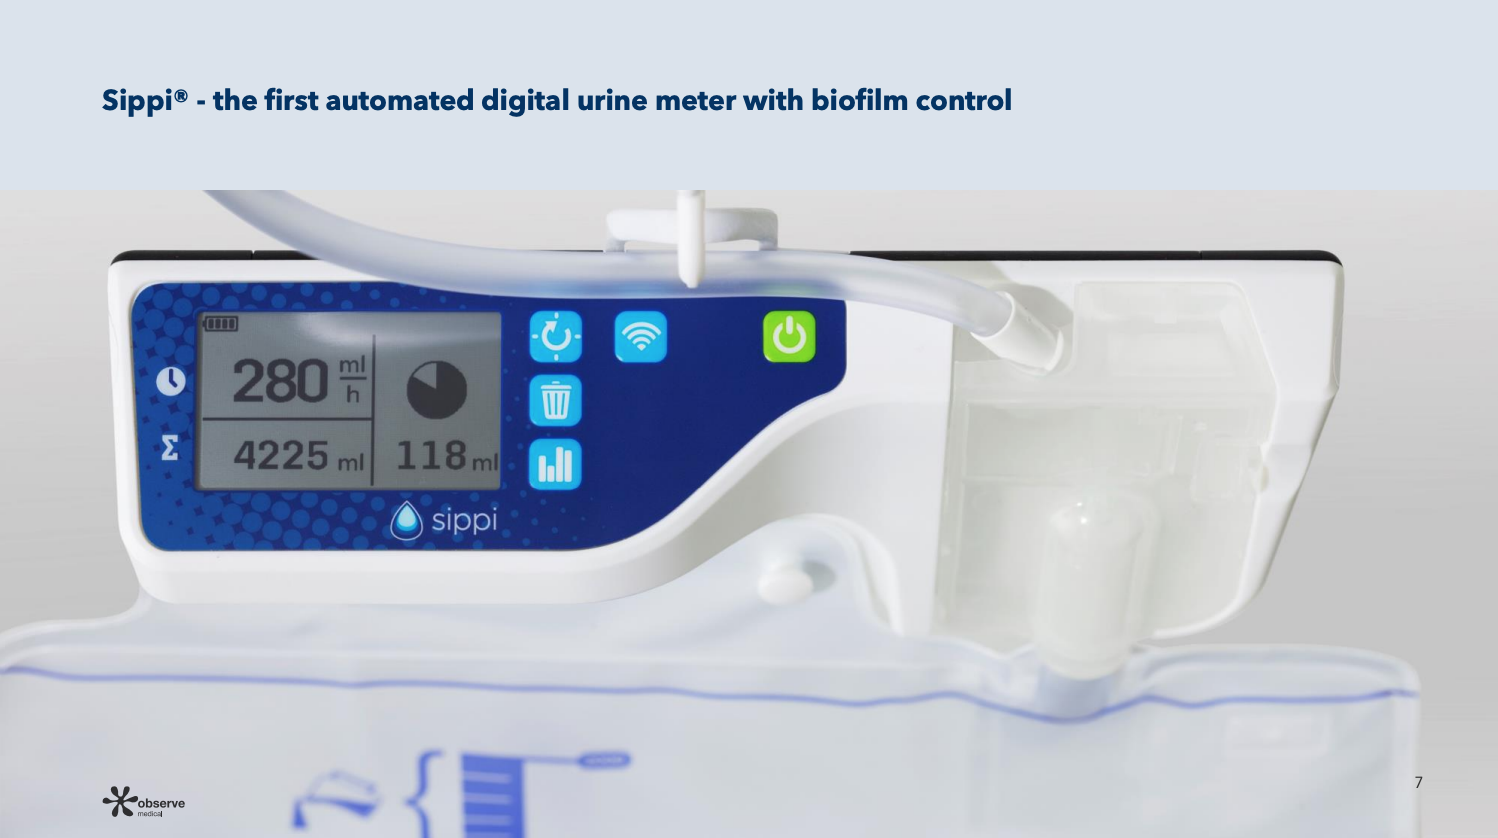 Sippi® - the first automated digital urine meter with biofilm control
280 ml/h
4225 ml
118 ml
Σ
sippi
observe
medical
7